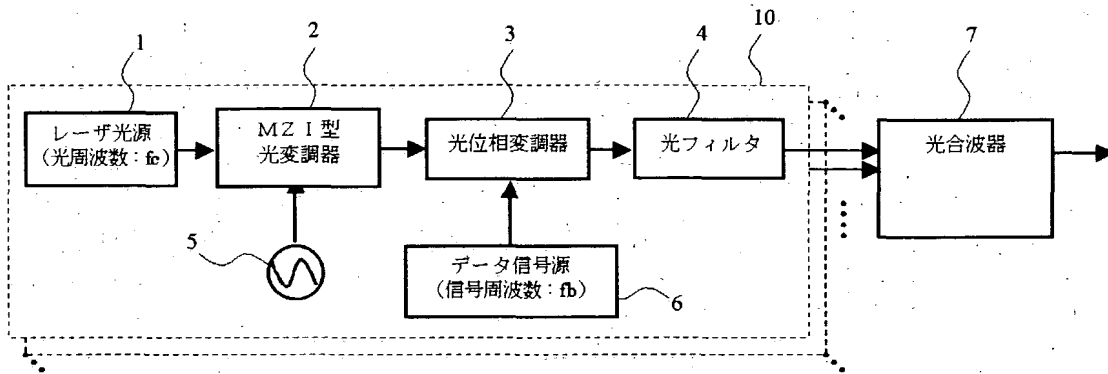 1
2
3
4
10
7
レーザ光源
(光周波数：fc)
ＭＺＩ型
光変調器
光位相変調器
光フィルタ
光合波器
5
データ信号源
(信号周波数：fb)
6